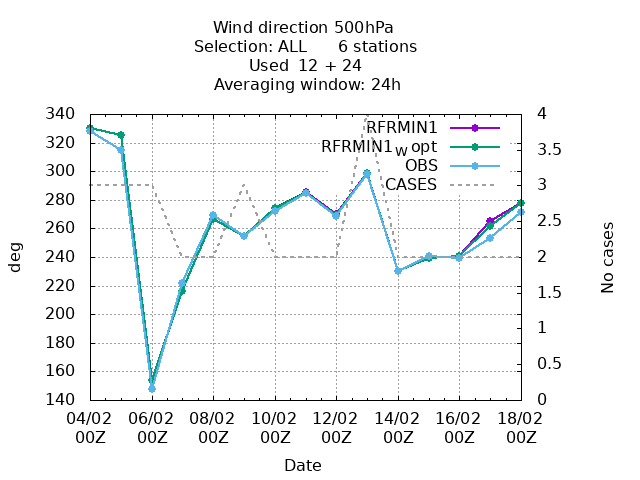 Wind direction 500hPa
Selection: ALL 6 stations
Used 12 + 24
Averaging window: 24h
340
320
300
280
260
240
220
200
180
160
140
4
3.5
3
2.5
2
1.5
1
0.5
0
RFRMIN1
RFRMIN1W opt
OBS
CASES
deg
No cases
04/02 06/02 08/02 10/02 12/02 14/02 16/02 18/02
00Z 00Z 00Z 00Z 00Z 00Z 00Z 00Z
Date